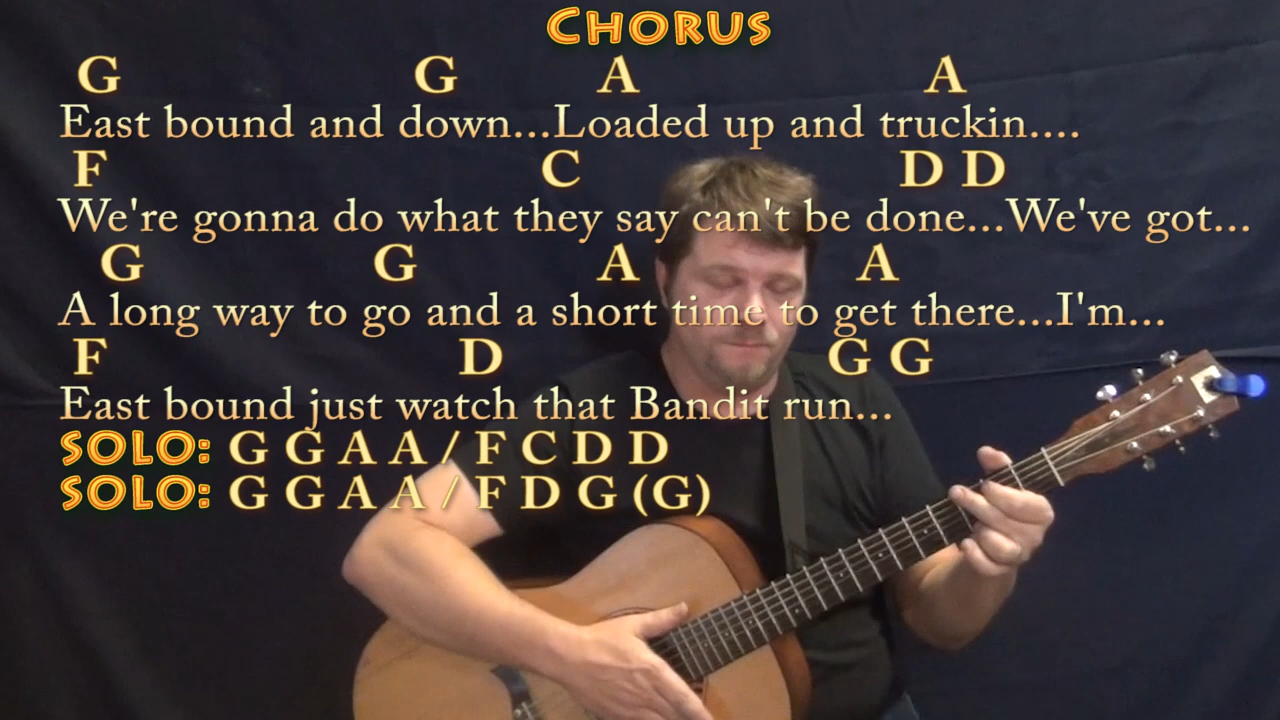 CHORUS
G G A A
East bound and down...Loaded up and truckin....
F C D D
We're gonna do what they say can't be done...We've got...
G G A A
A long way to go and a short time to get there...I'm...
F D G G
East bound just watch that Bandit run...
SOLO: G G A A / F C D D
SOLO: G G A A / F D G (G)